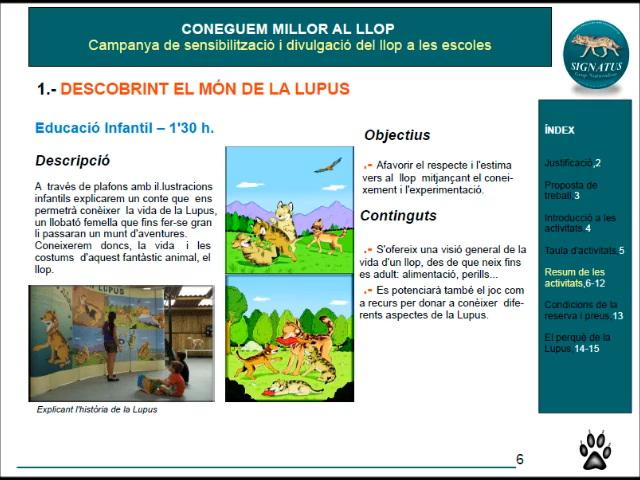 CONEGUEM MILLOR AL LLOP
Campanya de sensibilització i divulgació del llop a les escoles
SIGNATUS
1.- DESCOBRINT EL MÓN DE LA LUPUS
Educació Infantil – 1'30 h.
Descripció
A través de plafons amb il.lustracions
infantils explicarem un conte que ens
permetrà conèixer la vida de la Lupus,
un llobató femella que fins fer-se gran
li passaran un munt d'aventures.
Coneixerem doncs, la vida i les
costums d'aquest fantàstic animal, el
llop.
LUPUS
Explicant l'història de la Lupus
Objectius
.- Afavorir el respecte i l'estima
vers al llop mitjançant el conei-
xement i l'experimentació.
Continguts
.- S'ofereix una visió general de la
vida d'un llop, des de que neix fins
es adult: alimentació, perills...
.- Es potenciarà també el joc com
a recurs per donar a conèixer dife-
rents aspectes de la Lupus.
ÍNDEX
Justificació,2
Proposta de
treball,3
Introducció a les
activitats,4
Taula d'activitats 5
Resum de les
activitats,6-12
Condicions de la
reserva i preus,13
El perquè de la
Lupus,14-15
6